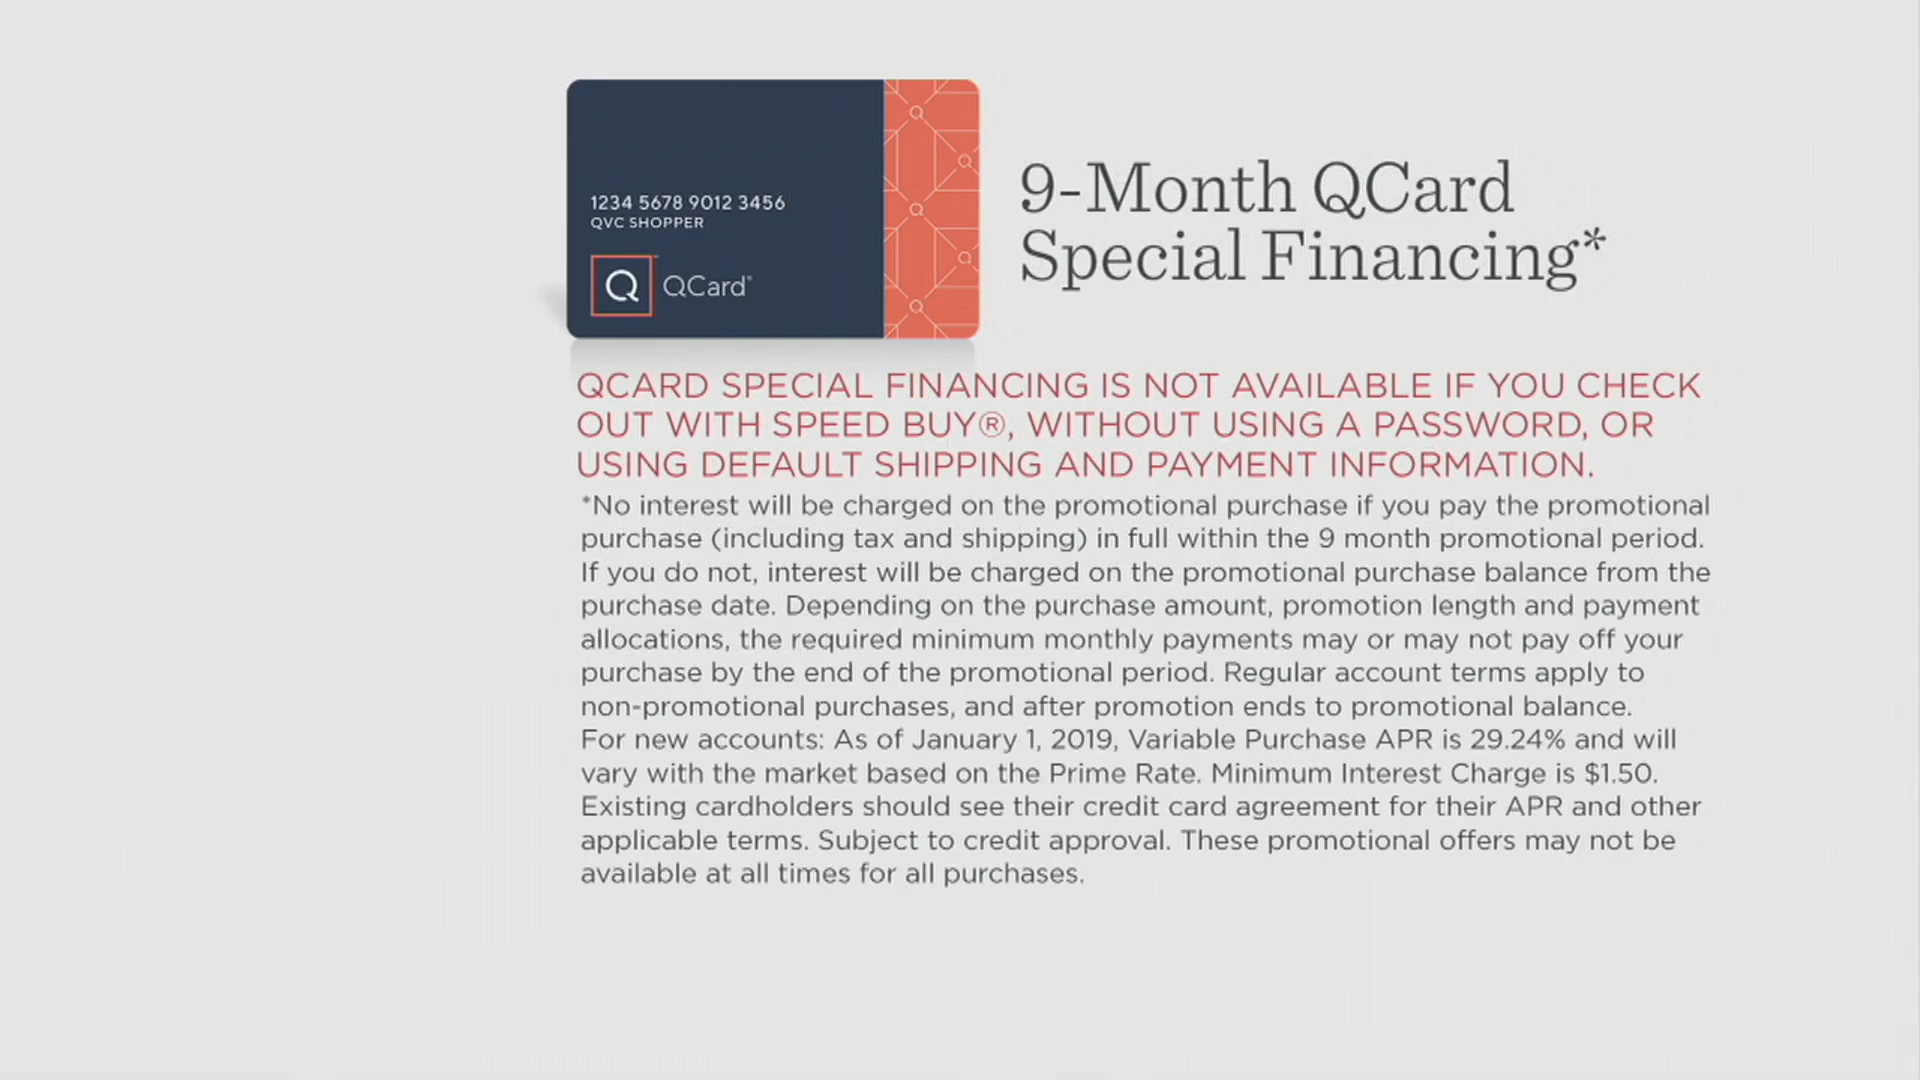 1234 5678 9012 3456
QVC SHOPPER
Q QCard®
9-Month QCard
Special Financing*
QCARD SPECIAL FINANCING IS NOT AVAILABLE IF YOU CHECK
OUT WITH SPEED BUY®, WITHOUT USING A PASSWORD, OR
USING DEFAULT SHIPPING AND PAYMENT INFORMATION.
*No interest will be charged on the promotional purchase if you pay the promotional
purchase (including tax and shipping) in full within the 9 month promotional period.
If you do not, interest will be charged on the promotional purchase balance from the
purchase date. Depending on the purchase amount, promotion length and payment
allocations, the required minimum monthly payments may or may not pay off your
purchase by the end of the promotional period. Regular account terms apply to
non-promotional purchases, and after promotion ends to promotional balance.
For new accounts: As of January 1, 2019, Variable Purchase APR is 29.24% and will
vary with the market based on the Prime Rate. Minimum Interest Charge is $1.50.
Existing cardholders should see their credit card agreement for their APR and other
applicable terms. Subject to credit approval. These promotional offers may not be
available at all times for all purchases.